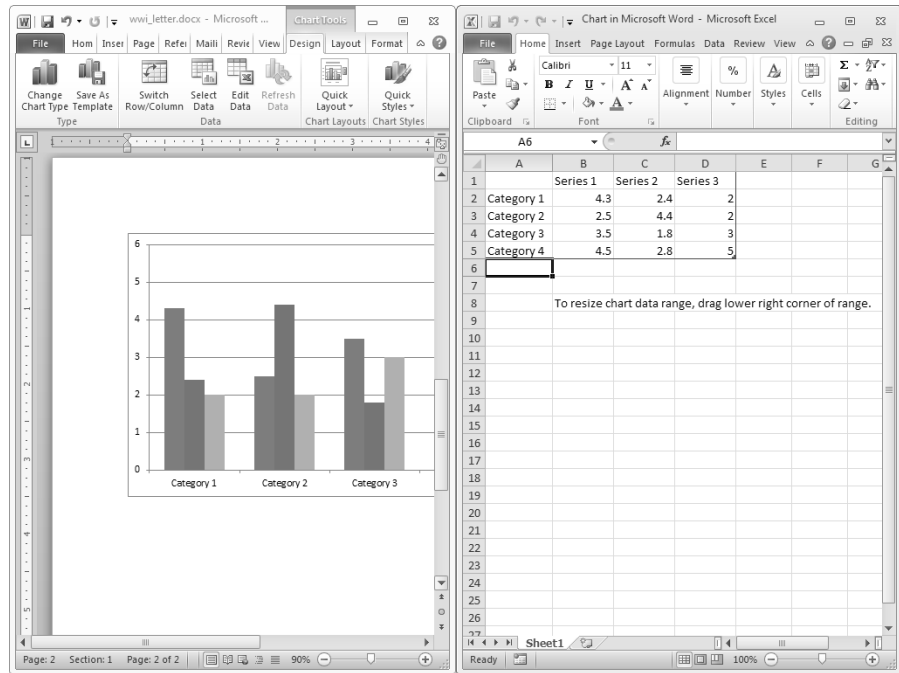 wwi_letter.docx - Microsoft ...
Chart Tools
File Hom Inser Page Refer Maili Revie View Design Layout Format
Change Chart Type
Save As Template
Switch Row/Column
Select Data
Edit Data
Refresh Data
Quick Layout
Quick Styles
Type
Data
Chart Layouts
Chart Styles
1 1 2 3 4
6
5
4
3
2
1
0
Category 1 Category 2 Category 3
Page: 2 Section: 1 Page: 2 of 2 90%
Chart in Microsoft Word - Microsoft Excel
File Home Insert Page Layout Formulas Data Review View
Paste
Calibri 11
B I U A A
A
Alignment
%
Number
Styles
Cells
Σ
Clipboard
Font
Editing
A6 fx
A B C D E F G
1 Series 1 Series 2 Series 3
2 Category 1 4.3 2.4 2
3 Category 2 2.5 4.4 2
4 Category 3 3.5 1.8 3
5 Category 4 4.5 2.8 5
6
7
8 To resize chart data range, drag lower right corner of range.
9
10
11
12
13
14
15
16
17
18
19
20
21
22
23
24
25
26
27
Sheet1
Ready 100%